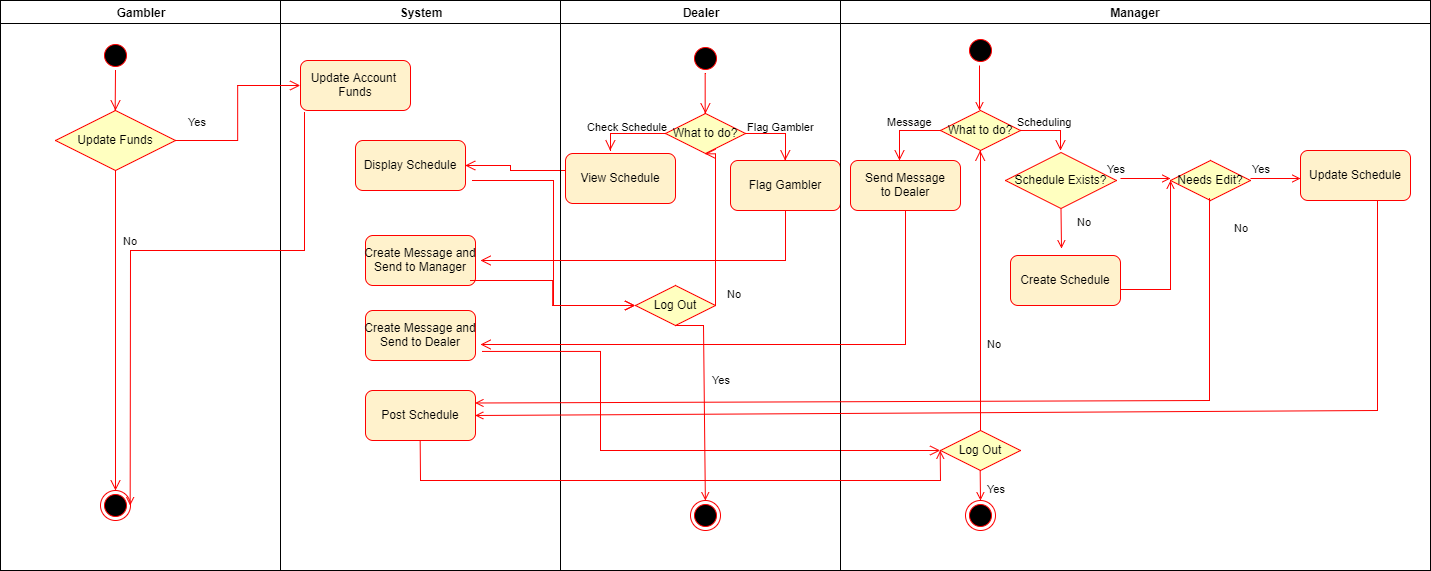 Gambler
System
Dealer
Manager
Update Funds
Yes
No
Update Account
Funds
Display Schedule
Create Message and
Send to Manager
Create Message and
Send to Dealer
Post Schedule
What to do?
Check Schedule
Flag Gambler
View Schedule
Flag Gambler
Log Out
No
Yes
What to do?
Message
Scheduling
Send Message
to Dealer
Schedule Exists?
Yes
No
Create Schedule
Needs Edit?
Yes
No
Update Schedule
No
Log Out
Yes